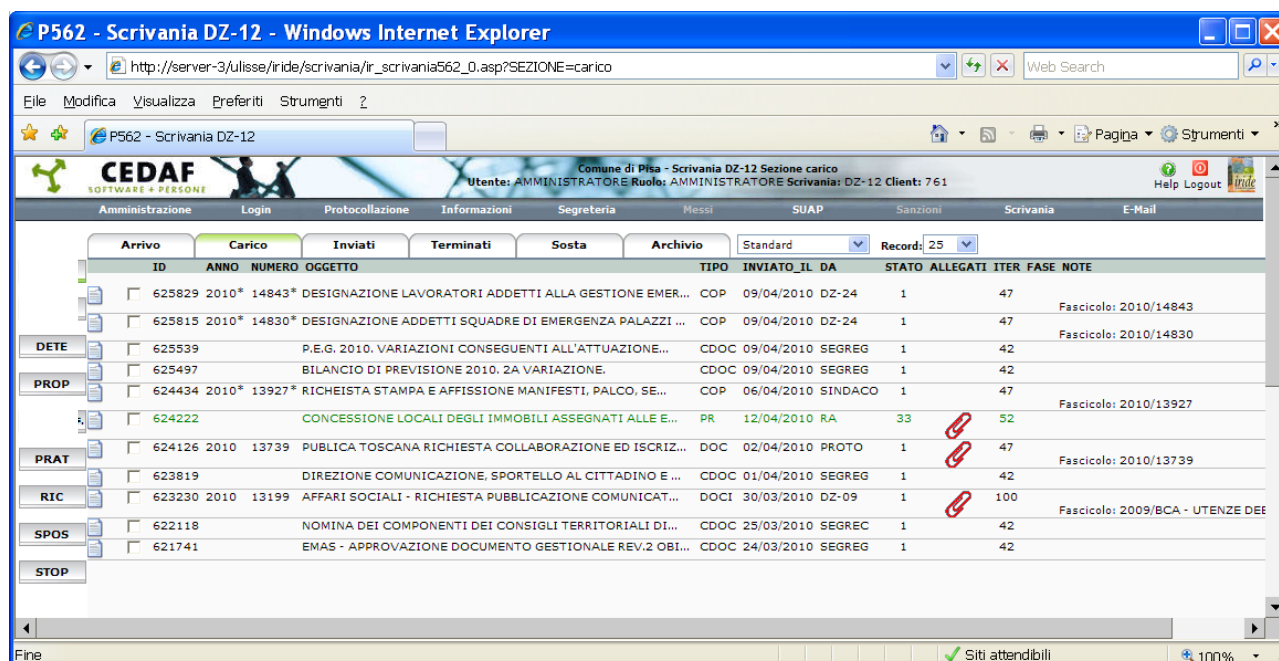 P562 - Scrivania DZ-12 - Windows Internet Explorer
http://server-3/ulisse/iride/scrivania/ir_scrivania562_0.asp?SEZIONE=carico Web Search
File Modifica Visualizza Preferiti Strumenti ?
P562 - Scrivania DZ-12 Pagina Strumenti
CEDAF
SOFTWARE + PERSONE
Comune di Pisa - Scrivania DZ-12 Sezione carico
Utente: AMMINISTRATORE Ruolo: AMMINISTRATORE Scrivania: DZ-12 Client: 761
Help Logout iride
Amministrazione Login Protocollazione Informazioni Segreteria Messi SUAP Sanzioni Scrivania E-Mail
Arrivo Carico Inviati Terminati Sosta Archivio Standard Record: 25
ID ANNO NUMERO OGGETTO TIPO INVIATO_IL DA STATO ALLEGATI ITER FASE NOTE
625829 2010* 14843* DESIGNAZIONE LAVORATORI ADDETTI ALLA GESTIONE EMER... COP 09/04/2010 DZ-24 1 47
Fascicolo: 2010/14843
625815 2010* 14830* DESIGNAZIONE ADDETTI SQUADRE DI EMERGENZA PALAZZI ... COP 09/04/2010 DZ-24 1 47
Fascicolo: 2010/14830
DETE
625539 P.E.G. 2010. VARIAZIONI CONSEGUENTI ALL'ATTUAZIONE... CDOC 09/04/2010 SEGREG 1 42
625497 BILANCIO DI PREVISIONE 2010. 2A VARIAZIONE. CDOC 09/04/2010 SEGREG 1 42
PROP
624434 2010* 13927* RICHEISTA STAMPA E AFFISSIONE MANIFESTI, PALCO, SE... COP 06/04/2010 SINDACO 1 47
Fascicolo: 2010/13927
624222 CONCESSIONE LOCALI DEGLI IMMOBILI ASSEGNATI ALLE E... PR 12/04/2010 RA 33 52
624126 2010 13739 PUBLICA TOSCANA RICHIESTA COLLABORAZIONE ED ISCRIZ... DOC 02/04/2010 PROTO 1 47
Fascicolo: 2010/13739
PRAT
623819 DIREZIONE COMUNICAZIONE, SPORTELLO AL CITTADINO E ... CDOC 01/04/2010 SEGREG 1 42
RIC
623230 2010 13199 AFFARI SOCIALI - RICHIESTA PUBBLICAZIONE COMUNICAT... DOCI 30/03/2010 DZ-09 1 100
Fascicolo: 2009/BCA - UTENZE DEE
622118 NOMINA DEI COMPONENTI DEI CONSIGLI TERRITORIALI DI... CDOC 25/03/2010 SEGREC 1 42
SPOS
621741 EMAS - APPROVAZIONE DOCUMENTO GESTIONALE REV.2 OBI... CDOC 24/03/2010 SEGREG 1 42
STOP
Fine Siti attendibili 100%